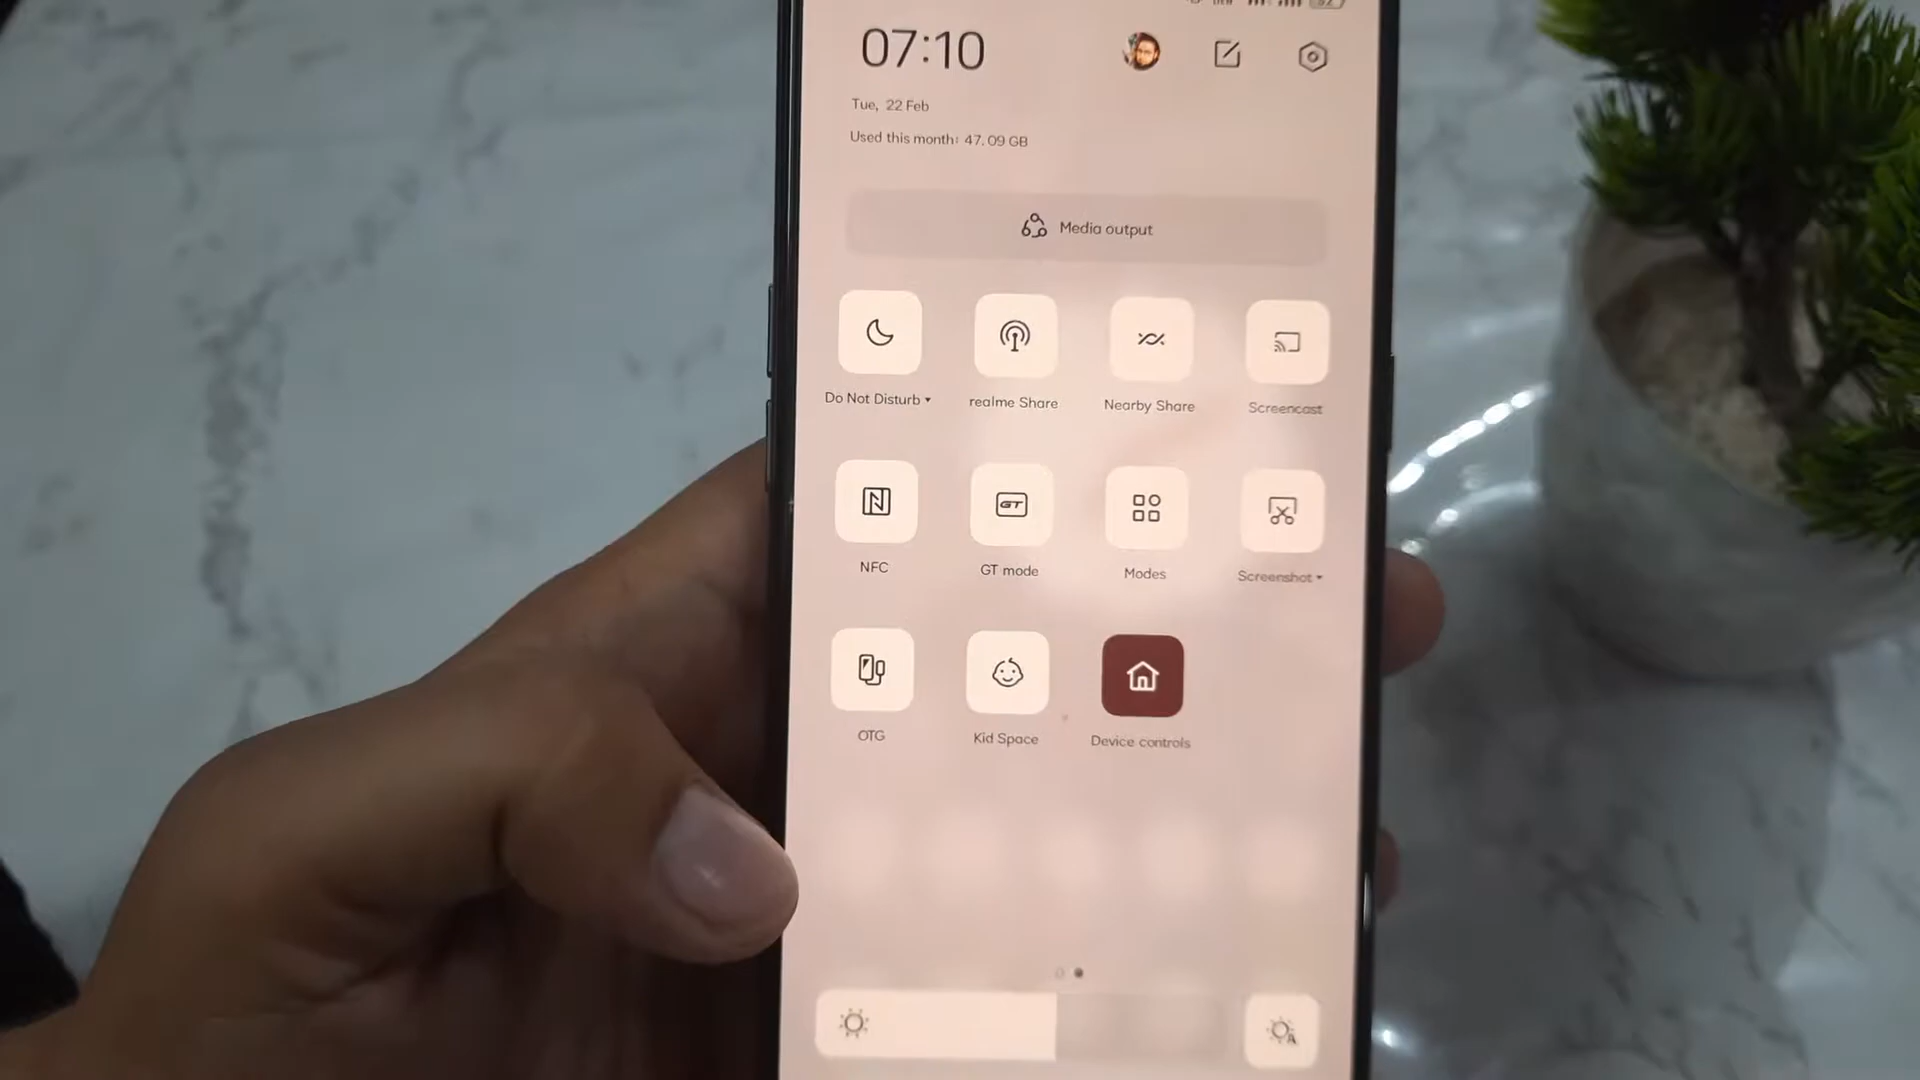 07:10
Tue, 22 Feb
Used this month: 47.09 GB
Media output
Do Not Disturb
realme Share
Nearby Share
Screencast
GT
NFC
GT mode
Modes
Screenshot
OTG
Kid Space
Device controls
A